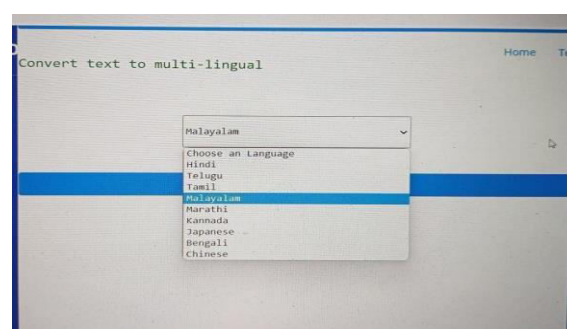 Home
Convert text to multi-lingual
Malayalam
Choose an Language
Hindi
Telugu
Tamil
Malayalam
Marathi
Kannada
Japanese
Bengali
Chinese